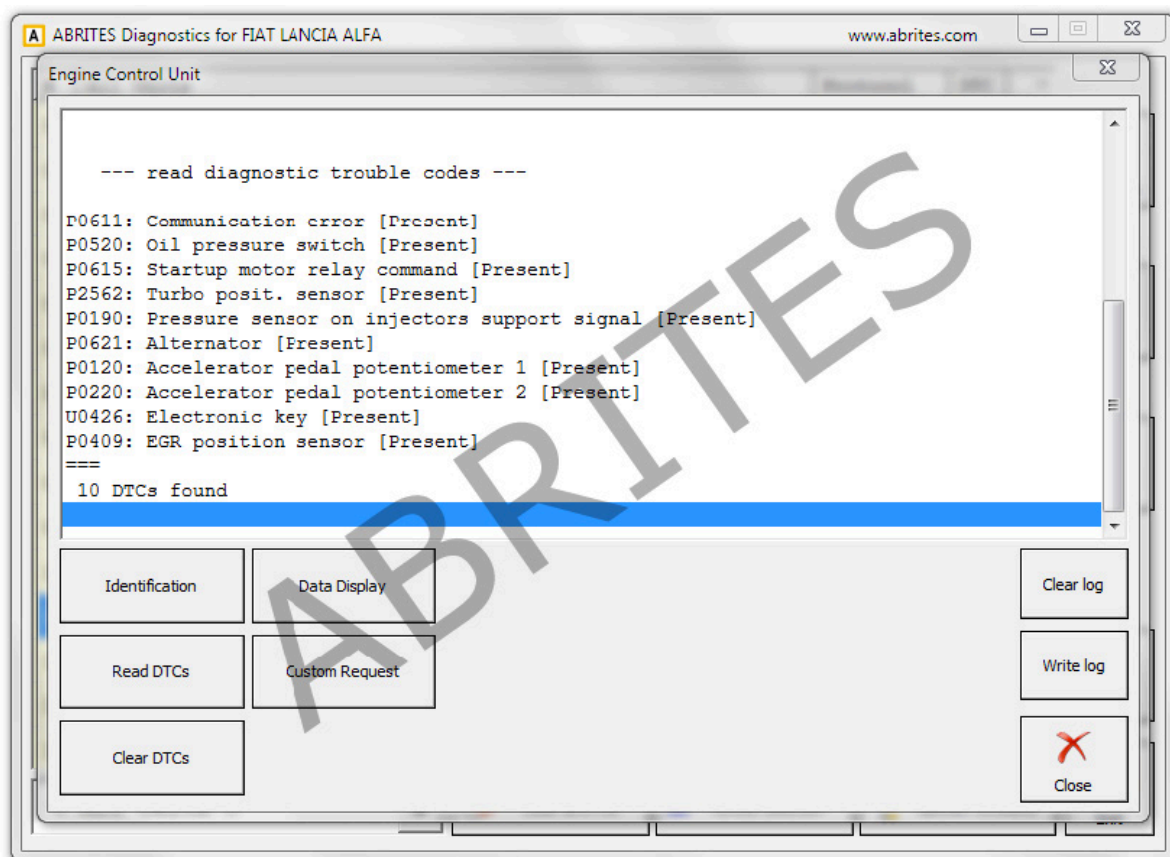 ABRITES Diagnostics for FIAT LANCIA ALFA
www.abrites.com
Engine Control Unit
--- read diagnostic trouble codes ---
P0611: Communication error [Present]
P0520: Oil pressure switch [Present]
P0615: Startup motor relay command [Present]
P2562: Turbo posit. sensor [Present]
P0190: Pressure sensor on injectors support signal [Present]
P0621: Alternator [Present]
P0120: Accelerator pedal potentiometer 1 [Present]
P0220: Accelerator pedal potentiometer 2 [Present]
U0426: Electronic key [Present]
P0409: EGR position sensor [Present]
===
10 DTCs found
ABRITES
Identification
Data Display
Clear log
Read DTCs
Custom Request
Write log
Clear DTCs
Close